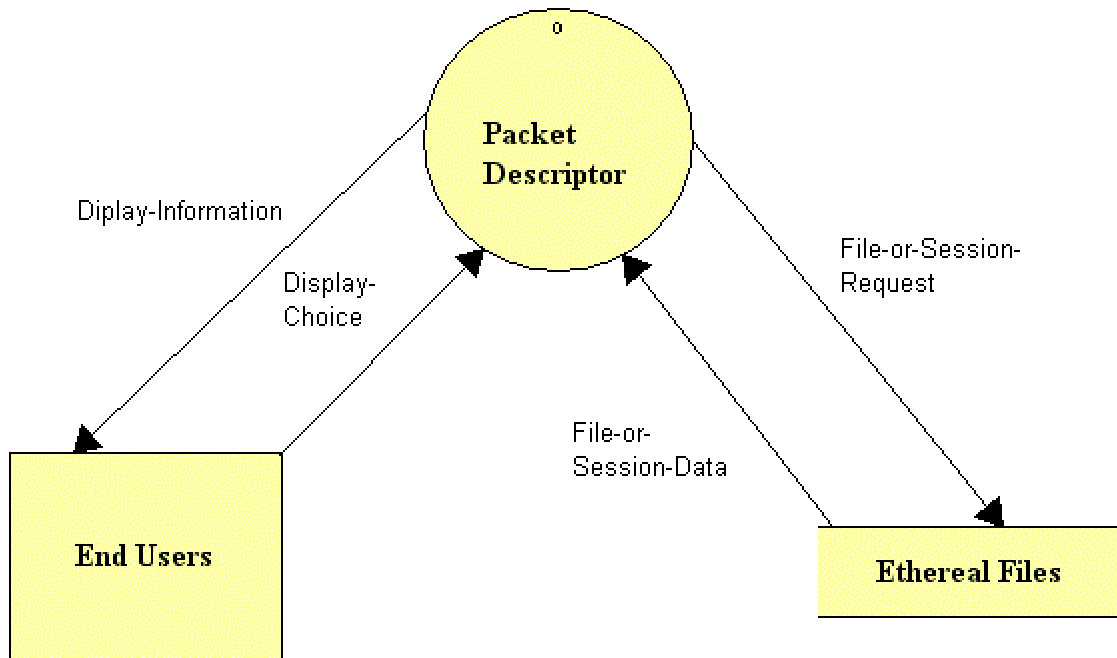 0
Packet
Descriptor
Diplay-Information
Display-
Choice
File-or-Session-
Request
File-or-
Session-Data
End Users
Ethereal Files